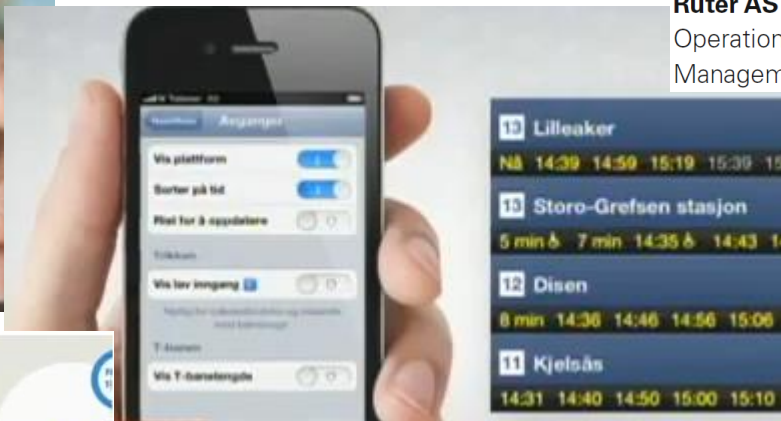 Ruter AS
Operation
Managem
Avganger
Vis plattform
Sorter på tid
Rist for å oppdatere
Trikken
Vis lav inngang
T-banen
Vis T-banelengde
13 Lilleaker
Nå 14:39 14:59 15:19 15:39 15
13 Storo-Grefsen stasjon
5 min 7 min 14:35 14:43 1
12 Disen
8 min 14:36 14:46 14:56 15:06
11 Kjelsås
14:31 14:40 14:50 15:00 15:10